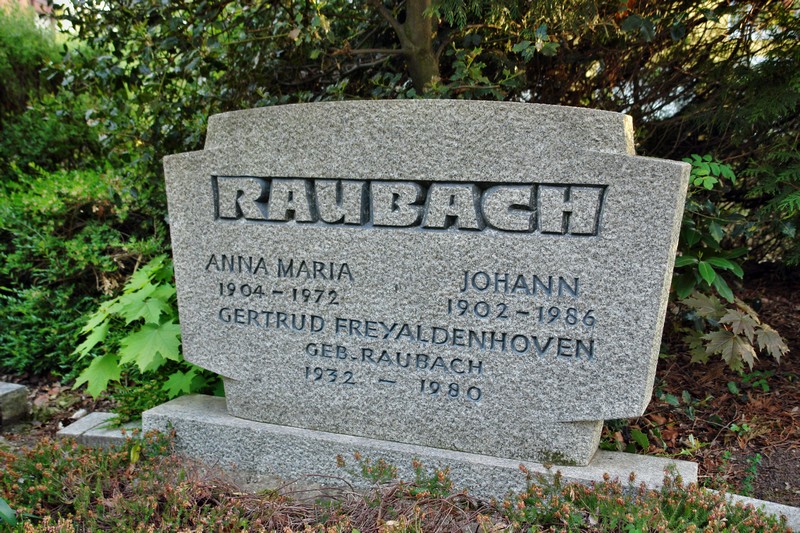 RAUBACH
ANNA MARIA JOHANN
1904 - 1972 1902 - 1986
GERTRUD FREYALDENHOVEN
GEB. RAUBACH
1932 - 1980